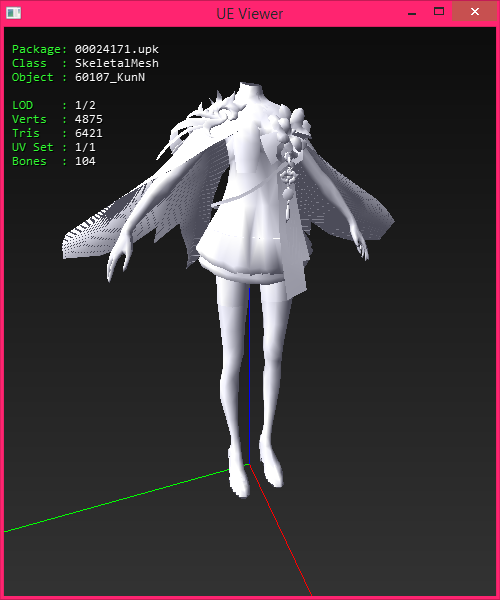 UE Viewer
Package: 00024171.upk
Class  : SkeletalMesh
Object : 60107_KunN
LOD    : 1/2
Verts  : 4875
Tris   : 6421
UV Set : 1/1
Bones  : 104